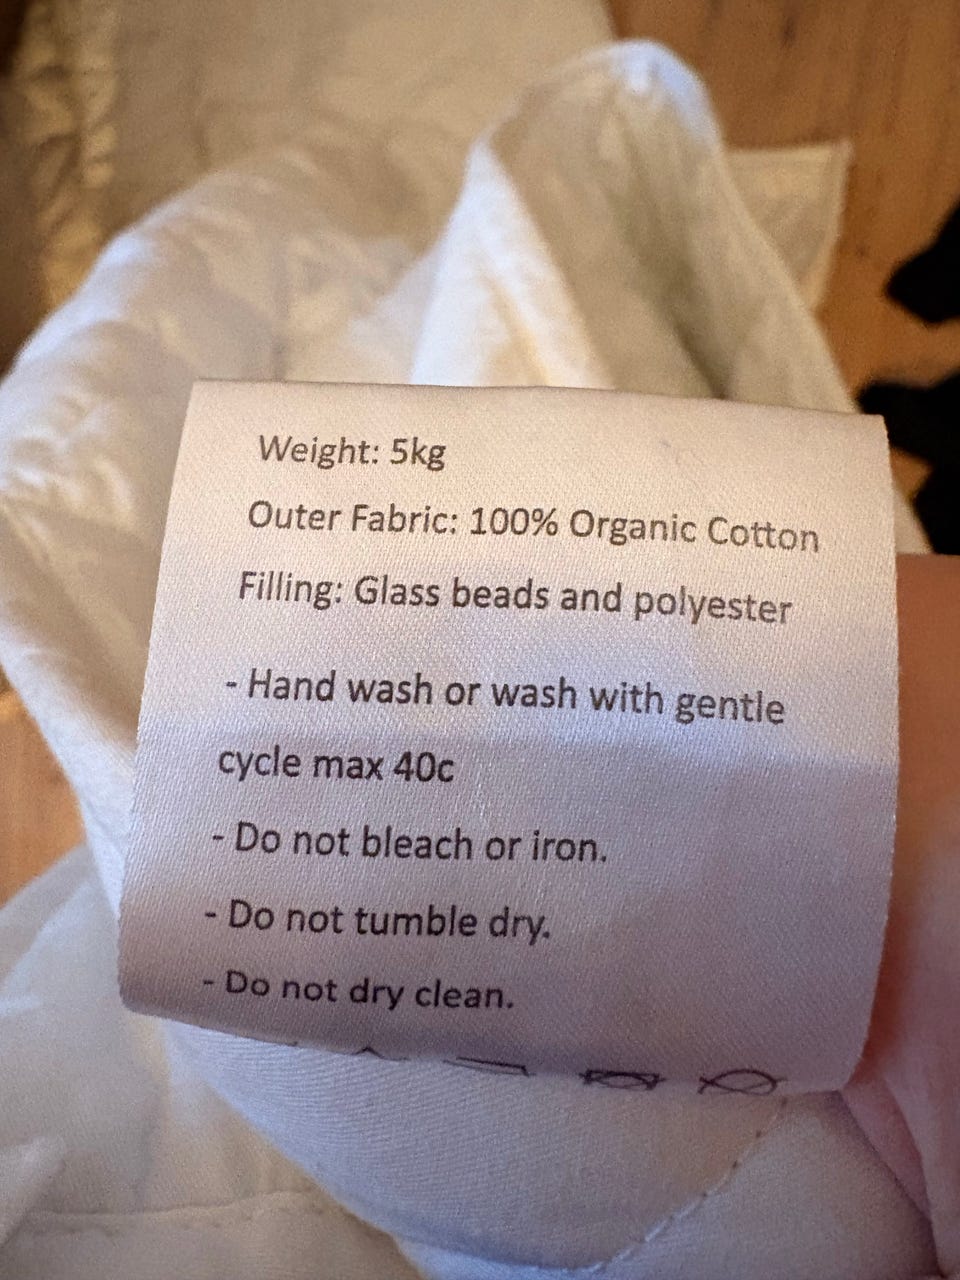 Weight: 5kg
Outer Fabric: 100% Organic Cotton
Filling: Glass beads and polyester
- Hand wash or wash with gentle
cycle max 40c
- Do not bleach or iron.
- Do not tumble dry.
- Do not dry clean.